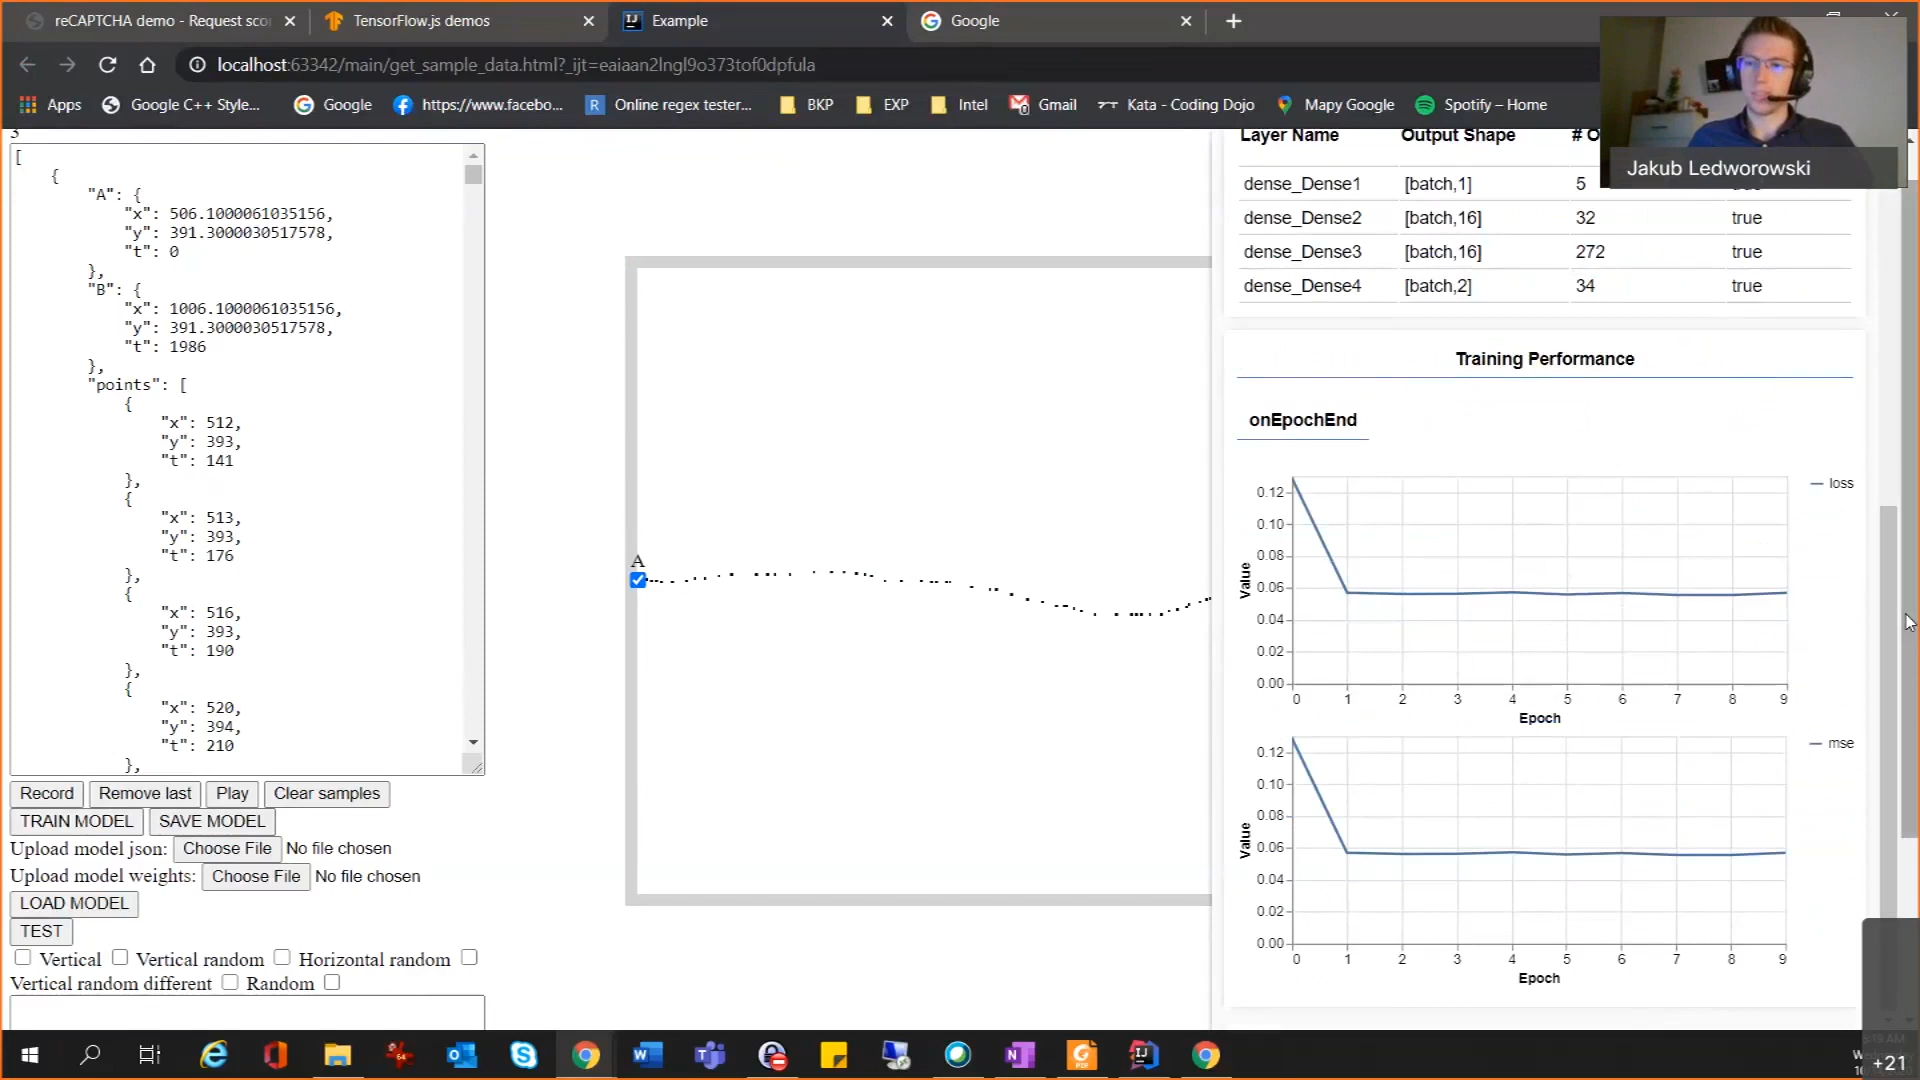 reCAPTCHA demo - Request scor
TensorFlow.js demos
Example
Google
localhost:63342/main/get_sample_data.html?_ijt=eaiaan2lngl9o373tof0dpfula
Apps
Google C++ Style...
Google
https://www.facebo...
Online regex tester...
BKP
EXP
Intel
Gmail
Kata - Coding Dojo
Mapy Google
Spotify – Home
Jakub Ledworowski
3
[
{
"A": {
"x": 506.1000061035156,
"y": 391.3000030517578,
"t": 0
},
"B": {
"x": 1006.1000061035156,
"y": 391.3000030517578,
"t": 1986
},
"points": [
{
"x": 512,
"y": 393,
"t": 141
},
{
"x": 513,
"y": 393,
"t": 176
},
{
"x": 516,
"y": 393,
"t": 190
},
{
"x": 520,
"y": 394,
"t": 210
},
Record Remove last Play Clear samples
TRAIN MODEL SAVE MODEL
Upload model json: Choose File No file chosen
Upload model weights: Choose File No file chosen
LOAD MODEL
TEST
Vertical Vertical random Horizontal random
Vertical random different Random
A
Layer Name Output Shape # O
dense_Dense1 [batch,1] 5
dense_Dense2 [batch,16] 32 true
dense_Dense3 [batch,16] 272 true
dense_Dense4 [batch,2] 34 true
Training Performance
onEpochEnd
loss
Value
0.12
0.10
0.08
0.06
0.04
0.02
0.00
0 1 2 3 4 5 6 7 8 9
Epoch
mse
Value
0.12
0.10
0.08
0.06
0.04
0.02
0.00
0 1 2 3 4 5 6 7 8 9
Epoch
+21